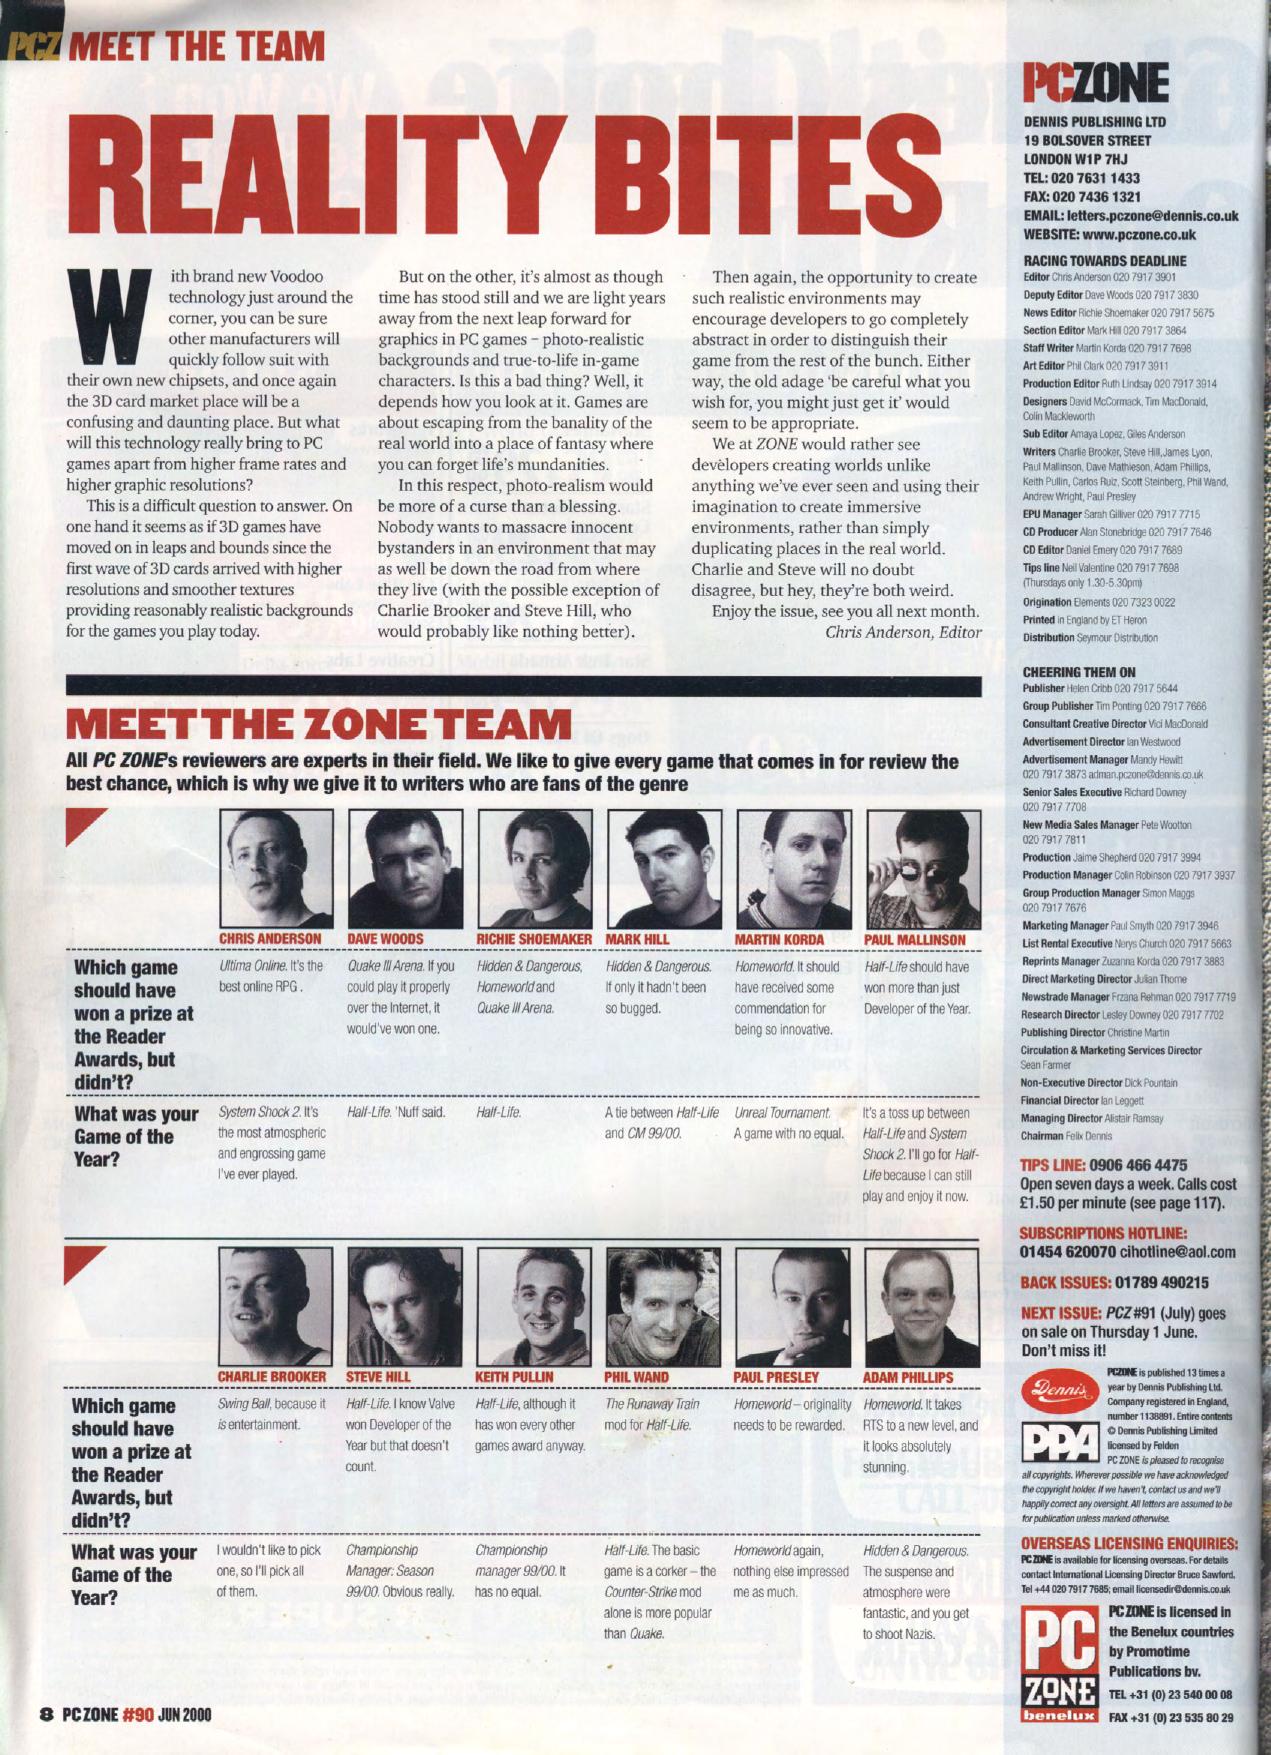 PCZ MEET THE TEAM
REALITY BITES
With brand new Voodoo
technology just around the
corner, you can be sure
other manufacturers will
quickly follow suit with
their own new chipsets, and once again
the 3D card market place will be a
confusing and daunting place. But what
will this technology really bring to PC
games apart from higher frame rates and
higher graphic resolutions?
This is a difficult question to answer. On
one hand it seems as if 3D games have
moved on in leaps and bounds since the
first wave of 3D cards arrived with higher
resolutions and smoother textures
providing reasonably realistic backgrounds
for the games you play today.
But on the other, it's almost as though
time has stood still and we are light years
away from the next leap forward for
graphics in PC games – photo-realistic
backgrounds and true-to-life in-game
characters. Is this a bad thing? Well, it
depends how you look at it. Games are
about escaping from the banality of the
real world into a place of fantasy where
you can forget life's mundanities.
In this respect, photo-realism would
be more of a curse than a blessing.
Nobody wants to massacre innocent
bystanders in an environment that may
as well be down the road from where
they live (with the possible exception of
Charlie Brooker and Steve Hill, who
would probably like nothing better).
Then again, the opportunity to create
such realistic environments may
encourage developers to go completely
abstract in order to distinguish their
game from the rest of the bunch. Either
way, the old adage 'be careful what you
wish for, you might just get it' would
seem to be appropriate.
We at ZONE would rather see
developers creating worlds unlike
anything we've ever seen and using their
imagination to create immersive
environments, rather than simply
duplicating places in the real world.
Charlie and Steve will no doubt
disagree, but hey, they're both weird.
Enjoy the issue, see you all next month.
Chris Anderson, Editor
MEET THE ZONE TEAM
All PC ZONE's reviewers are experts in their field. We like to give every game that comes in for review the
best chance, which is why we give it to writers who are fans of the genre
CHRIS ANDERSON
DAVE WOODS
RICHIE SHOEMAKER
MARK HILL
MARTIN KORDA
PAUL MALLINSON
Which game
should have
won a prize at
the Reader
Awards, but
didn't?
Ultima Online. It's the
best online RPG .
Quake III Arena. If you
could play it properly
over the Internet, it
would've won one.
Hidden & Dangerous,
Homeworld and
Quake III Arena.
Hidden & Dangerous.
If only it hadn't been
so bugged.
Homeworld. It should
have received some
commendation for
being so innovative.
Half-Life should have
won more than just
Developer of the Year.
What was your
Game of the
Year?
System Shock 2. It's
the most atmospheric
and engrossing game
I've ever played.
Half-Life. 'Nuff said.
Half-Life.
A tie between Half-Life
and CM 99/00.
Unreal Tournament.
A game with no equal.
It's a toss up between
Half-Life and System
Shock 2. I'll go for Half-
Life because I can still
play and enjoy it now.
CHARLIE BROOKER
STEVE HILL
KEITH PULLIN
PHIL WAND
PAUL PRESLEY
ADAM PHILLIPS
Which game
should have
won a prize at
the Reader
Awards, but
didn't?
Swing Ball, because it
is entertainment.
Half-Life. I know Valve
won Developer of the
Year but that doesn't
count.
Half-Life, although it
has won every other
games award anyway.
The Runaway Train
mod for Half-Life.
Homeworld – originality
needs to be rewarded.
Homeworld. It takes
RTS to a new level, and
it looks absolutely
stunning.
What was your
Game of the
Year?
I wouldn't like to pick
one, so I'll pick all
of them.
Championship
Manager: Season
99/00. Obvious really.
Championship
manager 99/00. It
has no equal.
Half-Life. The basic
game is a corker – the
Counter-Strike mod
alone is more popular
than Quake.
Homeworld again,
nothing else impressed
me as much.
Hidden & Dangerous.
The suspense and
atmosphere were
fantastic, and you get
to shoot Nazis.
8 PC ZONE #90 JUN 2000
PCZONE
DENNIS PUBLISHING LTD
19 BOLSOVER STREET
LONDON W1P 7HJ
TEL: 020 7631 1433
FAX: 020 7436 1321
EMAIL: letters.pczone@dennis.co.uk
WEBSITE: www.pczone.co.uk
RACING TOWARDS DEADLINE
Editor Chris Anderson 020 7917 3901
Deputy Editor Dave Woods 020 7917 3830
News Editor Richie Shoemaker 020 7917 5675
Section Editor Mark Hill 020 7917 3864
Staff Writer Martin Korda 020 7917 7698
Art Editor Phil Clark 020 7917 3911
Production Editor Ruth Lindsay 020 7917 3914
Designers David McCormack, Tim MacDonald,
Colin Mackleworth
Sub Editor Amaya Lopez, Giles Anderson
Writers Charlie Brooker, Steve Hill, James Lyon,
Paul Mallinson, Dave Mathieson, Adam Phillips,
Keith Pullin, Carlos Ruiz, Scott Steinberg, Phil Wand,
Andrew Wright, Paul Presley
EPU Manager Sarah Gilliver 020 7917 7715
CD Producer Alan Stonebridge 020 7917 7646
CD Editor Daniel Emery 020 7917 7689
Tips line Neil Valentine 020 7917 7698
(Thursdays only 1.30-5.30pm)
Origination Elements 020 7323 0022
Printed in England by ET Heron
Distribution Seymour Distribution
CHEERING THEM ON
Publisher Helen Cribb 020 7917 5644
Group Publisher Tim Ponting 020 7917 7666
Consultant Creative Director Vici MacDonald
Advertisement Director Ian Westwood
Advertisement Manager Mandy Hewitt
020 7917 3873 adman.pczone@dennis.co.uk
Senior Sales Executive Richard Downey
020 7917 7708
New Media Sales Manager Pete Wootton
020 7917 7811
Production Jaime Shepherd 020 7917 3994
Production Manager Colin Robinson 020 7917 3937
Group Production Manager Simon Maggs
020 7917 7676
Marketing Manager Paul Smyth 020 7917 3946
List Rental Executive Nerys Church 020 7917 5663
Reprints Manager Zuzanna Korda 020 7917 3883
Direct Marketing Director Julian Thorne
Newstrade Manager Frzana Rehman 020 7917 7719
Research Director Lesley Downey 020 7917 7702
Publishing Director Christine Martin
Circulation & Marketing Services Director
Sean Farmer
Non-Executive Director Dick Pountain
Financial Director Ian Leggett
Managing Director Alistair Ramsay
Chairman Felix Dennis
TIPS LINE: 0906 466 4475
Open seven days a week. Calls cost
£1.50 per minute (see page 117).
SUBSCRIPTIONS HOTLINE:
01454 620070 cihotline@aol.com
BACK ISSUES: 01789 490215
NEXT ISSUE: PCZ #91 (July) goes
on sale on Thursday 1 June.
Don't miss it!
Dennis
PPA
PCZONE is published 13 times a
year by Dennis Publishing Ltd.
Company registered in England,
number 1138891. Entire contents
© Dennis Publishing Limited
licensed by Felden
PC ZONE is pleased to recognise
all copyrights. Wherever possible we have acknowledged
the copyright holder. If we haven't, contact us and we'll
happily correct any oversight. All letters are assumed to be
for publication unless marked otherwise.
OVERSEAS LICENSING ENQUIRIES:
PC ZONE is available for licensing overseas. For details
contact International Licensing Director Bruce Sawford.
Tel +44 020 7917 7685; email licensedir@dennis.co.uk
PC
ZONE
benelux
PC ZONE is licensed in
the Benelux countries
by Promotime
Publications bv.
TEL +31 (0) 23 540 00 08
FAX +31 (0) 23 535 80 29